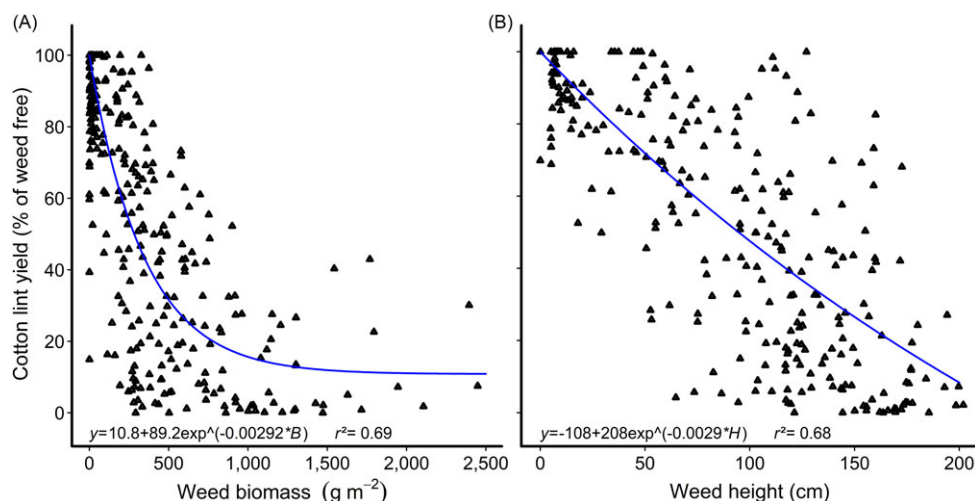 (A)
Cotton lint yield (% of weed free)
100
80
60
40
20
0
y=10.8+89.2exp^(-0.00292*B) r²= 0.69
0 500 1,000 1,500 2,000 2,500
Weed biomass (g m⁻²)
(B)
y=-108+208exp^(-0.0029*H) r²= 0.68
0 50 100 150 200
Weed height (cm)